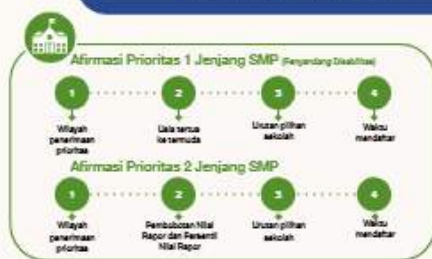 Afirmasi Prioritas 1 Jenjang SMP (Penyandang Disabilitas)
1 2 3 4
Wilayah penerimaan prioritas
Usia tertua ke termuda
Urutan pilihan sekolah
Waktu mendaftar
Afirmasi Prioritas 2 Jenjang SMP
1 2 3 4
Wilayah penerimaan prioritas
Pembobotan Nilai Rapor dan Persentil Nilai Rapor
Urutan pilihan sekolah
Waktu mendaftar